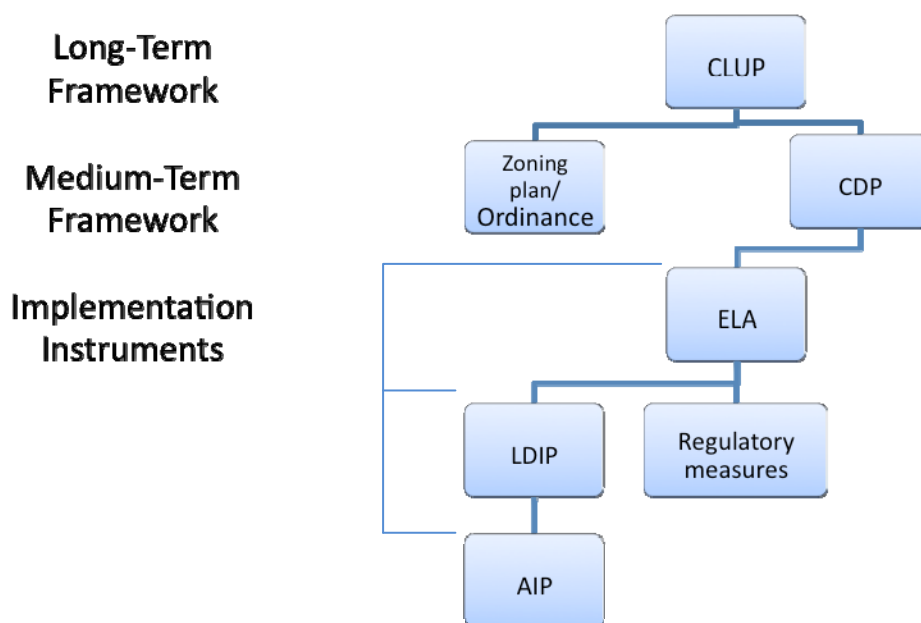 Long-Term
Framework
CLUP
Medium-Term
Framework
Zoning
plan/
Ordinance
CDP
Implementation
Instruments
ELA
LDIP
Regulatory
measures
AIP